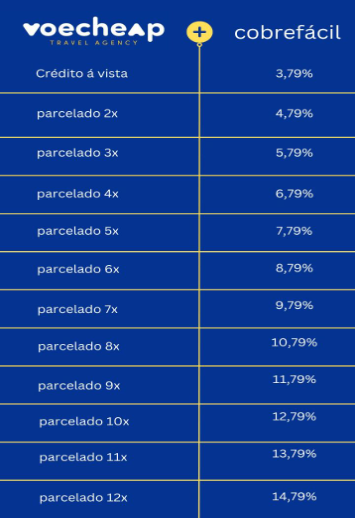 voecheap + cobrefácil
TRAVEL AGENCY
Crédito á vista 3,79%
parcelado 2x 4,79%
parcelado 3x 5,79%
parcelado 4x 6,79%
parcelado 5x 7,79%
parcelado 6x 8,79%
parcelado 7x 9,79%
parcelado 8x 10,79%
parcelado 9x 11,79%
parcelado 10x 12,79%
parcelado 11x 13,79%
parcelado 12x 14,79%